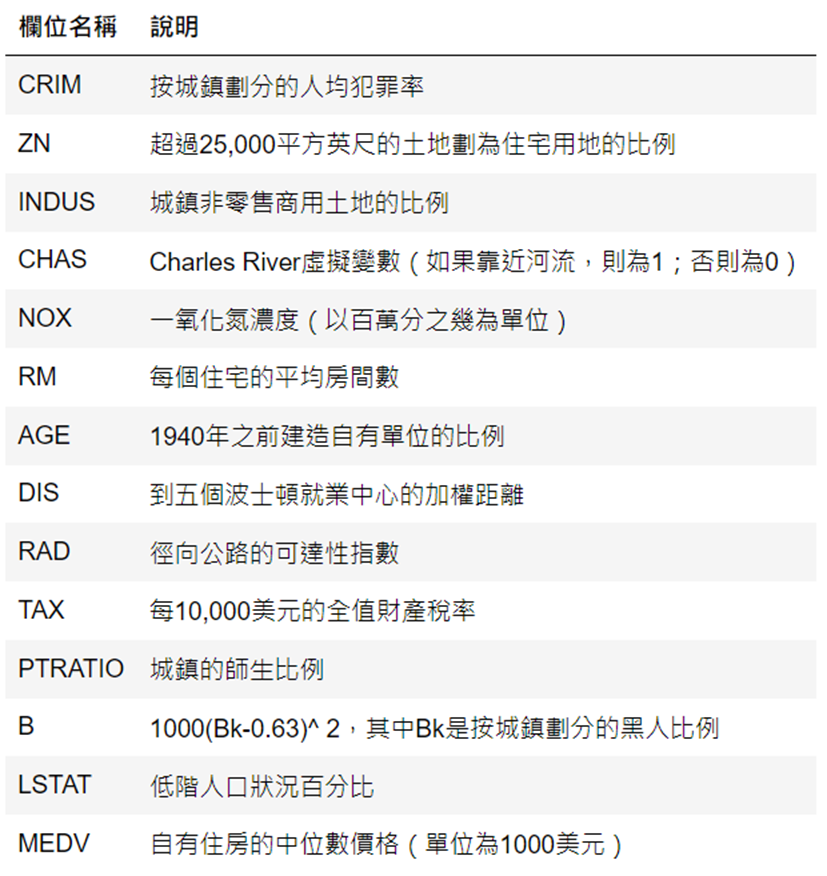 欄位名稱 說明
CRIM 按城鎮劃分的人均犯罪率
ZN 超過25,000平方英尺的土地劃為住宅用地的比例
INDUS 城鎮非零售商用土地的比例
CHAS Charles River虛擬變數（如果靠近河流，則為1；否則為0）
NOX 一氧化氮濃度（以百萬分之幾為單位）
RM 每個住宅的平均房間數
AGE 1940年之前建造自有單位的比例
DIS 到五個波士頓就業中心的加權距離
RAD 徑向公路的可達性指數
TAX 每10,000美元的全值財產稅率
PTRATIO 城鎮的師生比例
B 1000(Bk-0.63)^ 2，其中Bk是按城鎮劃分的黑人比例
LSTAT 低階人口狀況百分比
MEDV 自有住房的中位數價格（單位為1000美元）